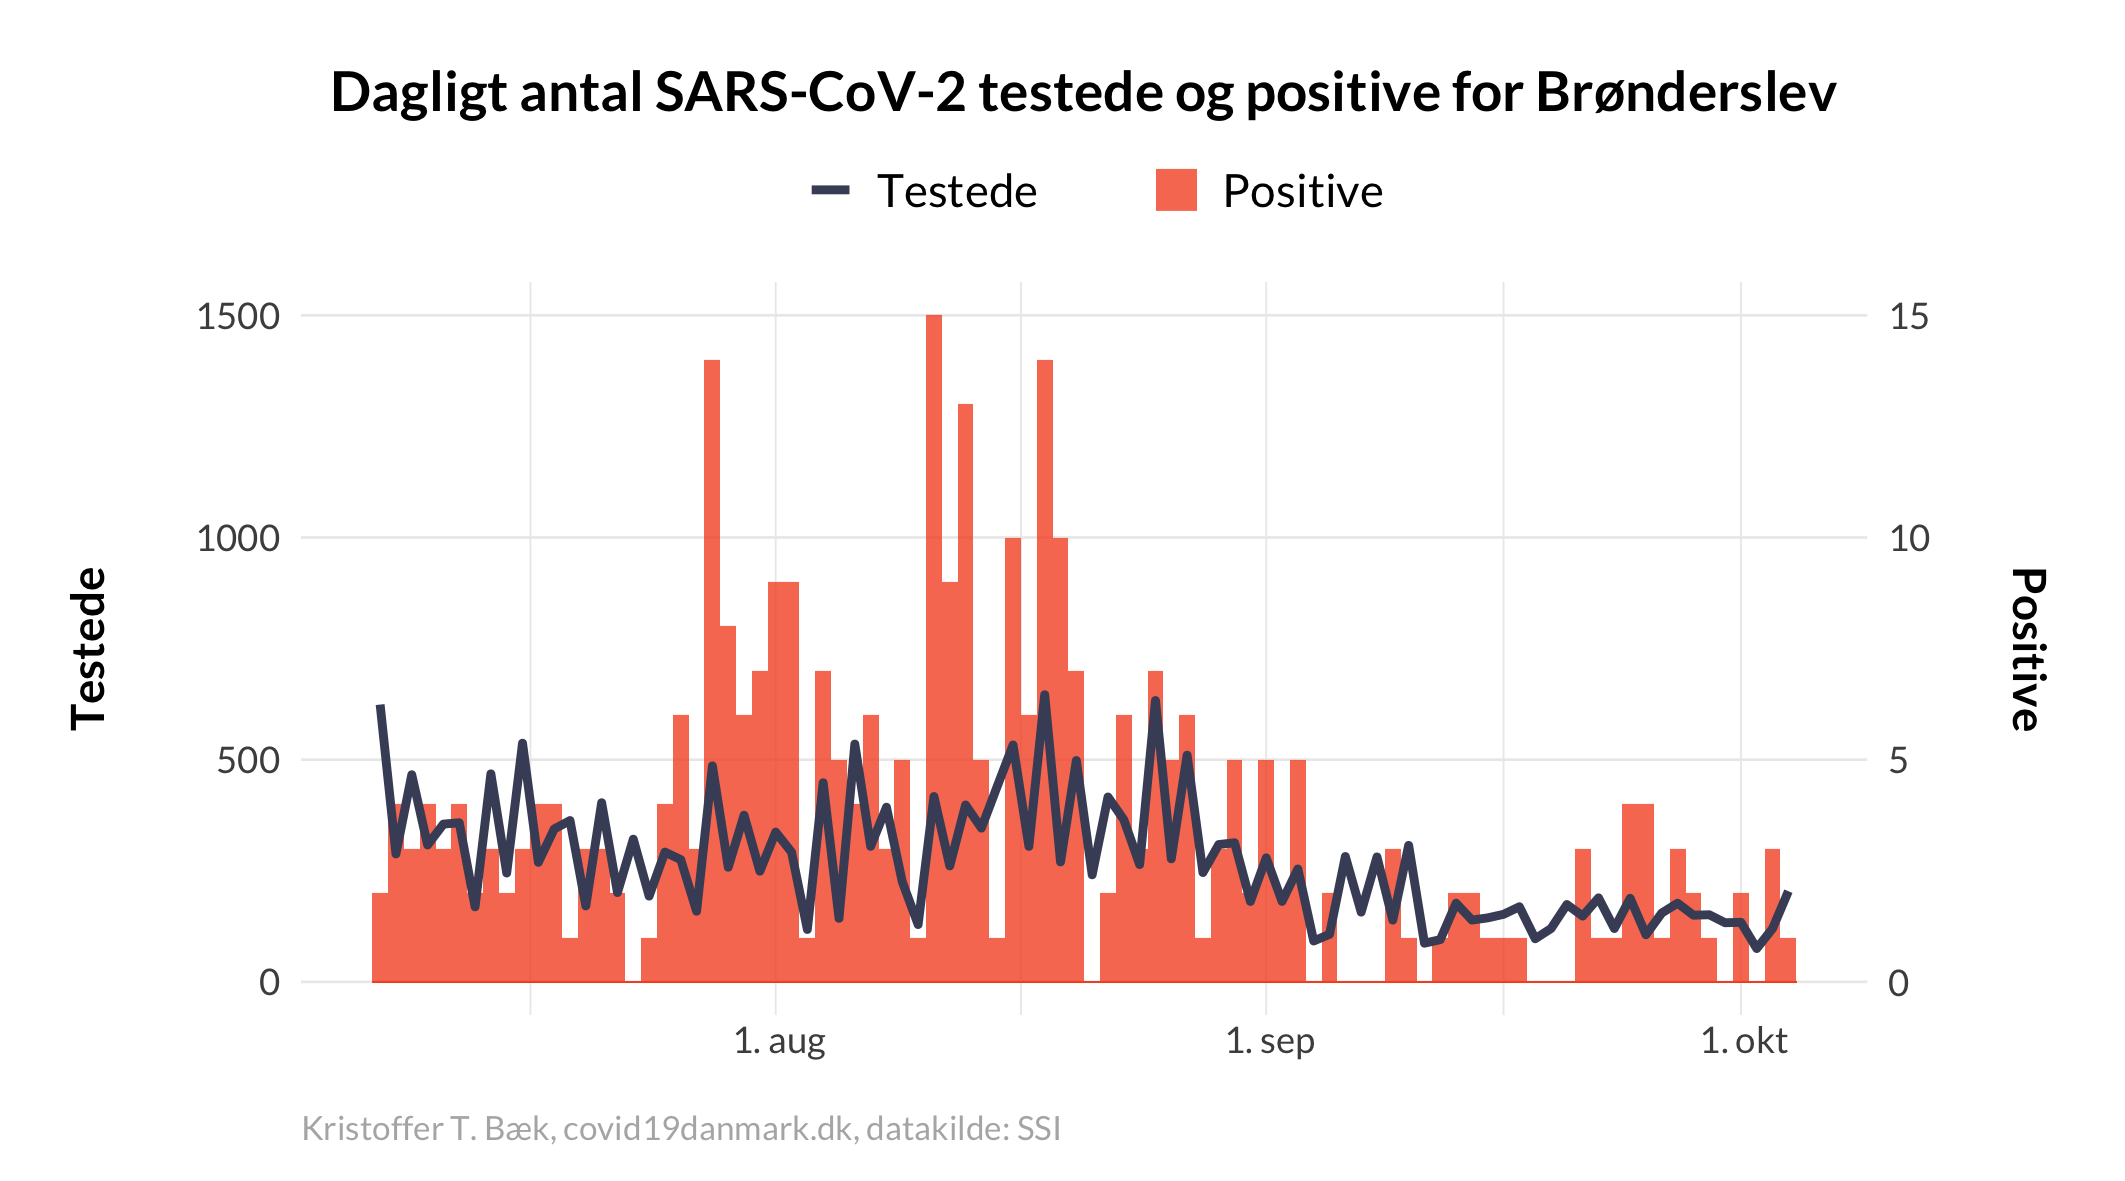 Dagligt antal SARS-CoV-2 testede og positive for Brønderslev
Testede
Positive
1500
1000
500
0
15
10
5
0
Testede
Positive
1. aug
1. sep
1. okt
Kristoffer T. Bæk, covid19danmark.dk, datakilde: SSI